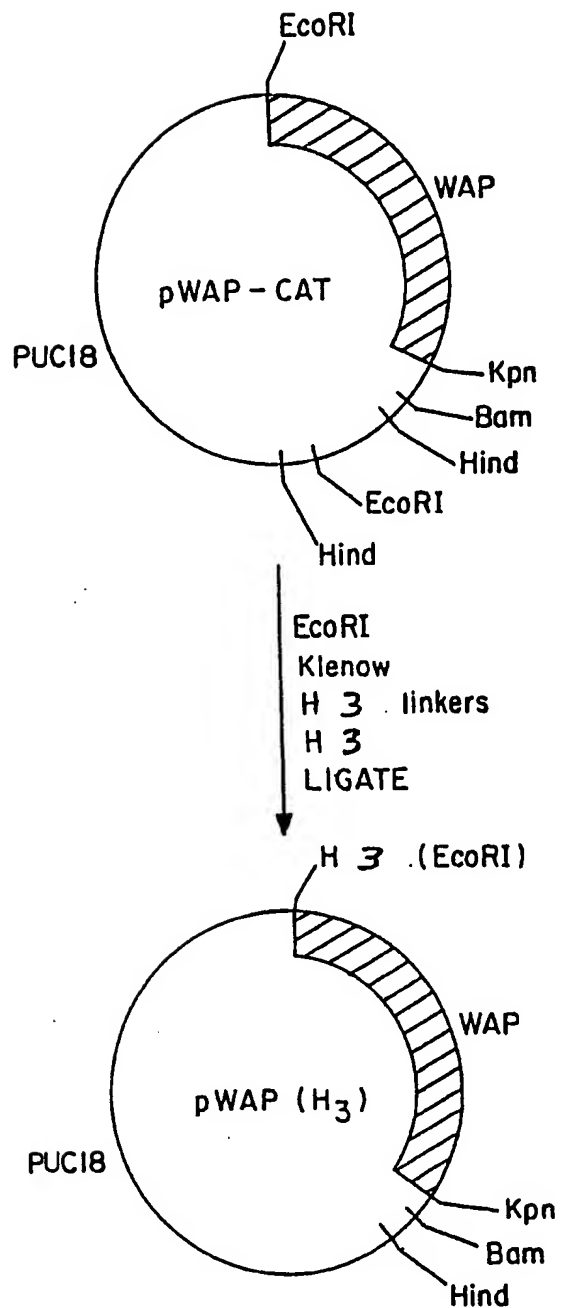 EcoRI
WAP
pWAP-CAT
PUC18
Kpn
Bam
Hind
EcoRI
Hind
EcoRI
Klenow
H 3 . linkers
H 3
LIGATE
H 3 .(EcoRI)
WAP
pWAP (H3)
PUC18
Kpn
Bam
Hind